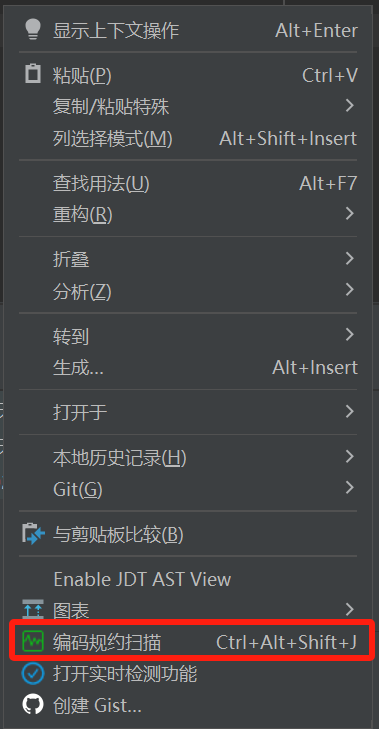 显示上下文操作 Alt+Enter
粘贴(P) Ctrl+V
复制/粘贴特殊
列选择模式(M) Alt+Shift+Insert
查找用法(U) Alt+F7
重构(R)
折叠
分析(Z)
转到
生成... Alt+Insert
打开于
本地历史记录(H)
Git(G)
与剪贴板比较(B)
Enable JDT AST View
图表
编码规约扫描 Ctrl+Alt+Shift+J
打开实时检测功能
创建 Gist...